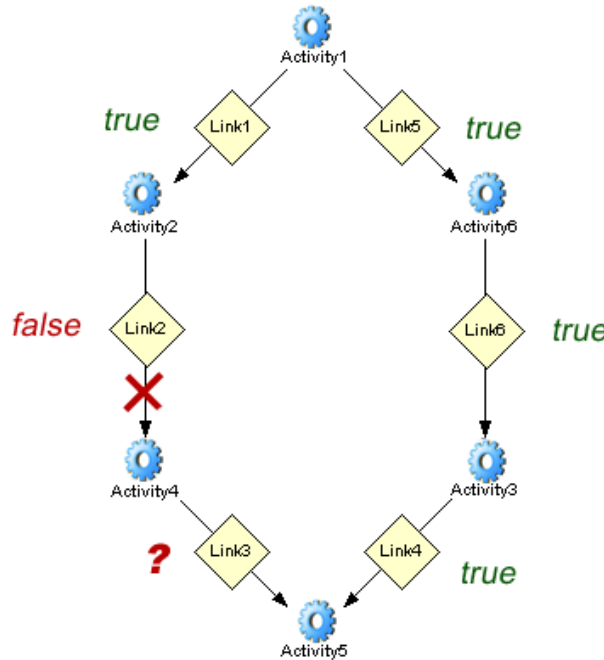 Activity1
true
Link1
Link5
true
Activity2
Activity6
false
Link2
Link6
true
Activity4
Activity3
?
Link3
Link4
true
Activity5